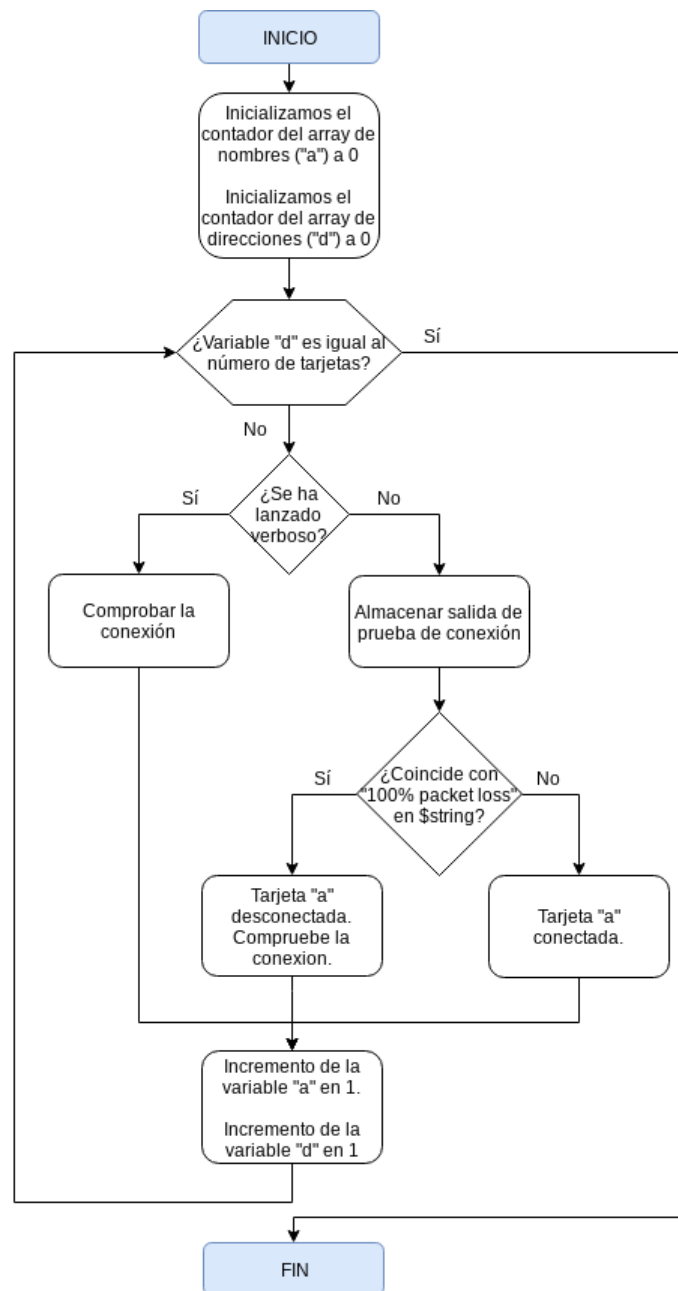 INICIO
Inicializamos el
contador del array de
nombres ("a") a 0
Inicializamos el
contador del array de
direcciones ("d") a 0
¿Variable "d" es igual al
número de tarjetas?
Sí
No
¿Se ha
lanzado
verboso?
Sí
No
Comprobar la
conexión
Almacenar salida de
prueba de conexión
¿Coincide con
"100% packet loss"
en $string?
Sí
No
Tarjeta "a"
desconectada.
Compruebe la
conexion.
Tarjeta "a"
conectada.
Incremento de la
variable "a" en 1.
Incremento de la
variable "d" en 1
FIN